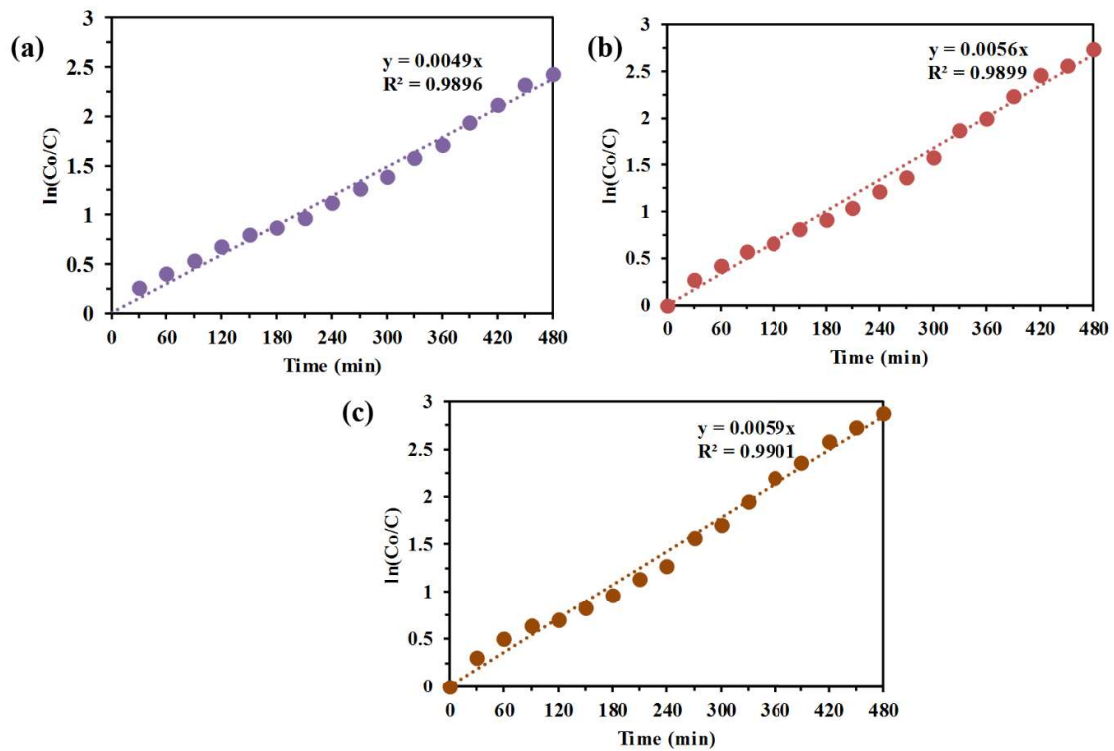 (a)
y = 0.0049x
R² = 0.9896
ln(Co/C)
3
2.5
2
1.5
1
0.5
0
0 60 120 180 240 300 360 420 480
Time (min)
(b)
y = 0.0056x
R² = 0.9899
ln(Co/C)
3
2.5
2
1.5
1
0.5
0
0 60 120 180 240 300 360 420 480
Time (min)
(c)
y = 0.0059x
R² = 0.9901
ln(Co/C)
3
2.5
2
1.5
1
0.5
0
0 60 120 180 240 300 360 420 480
Time (min)